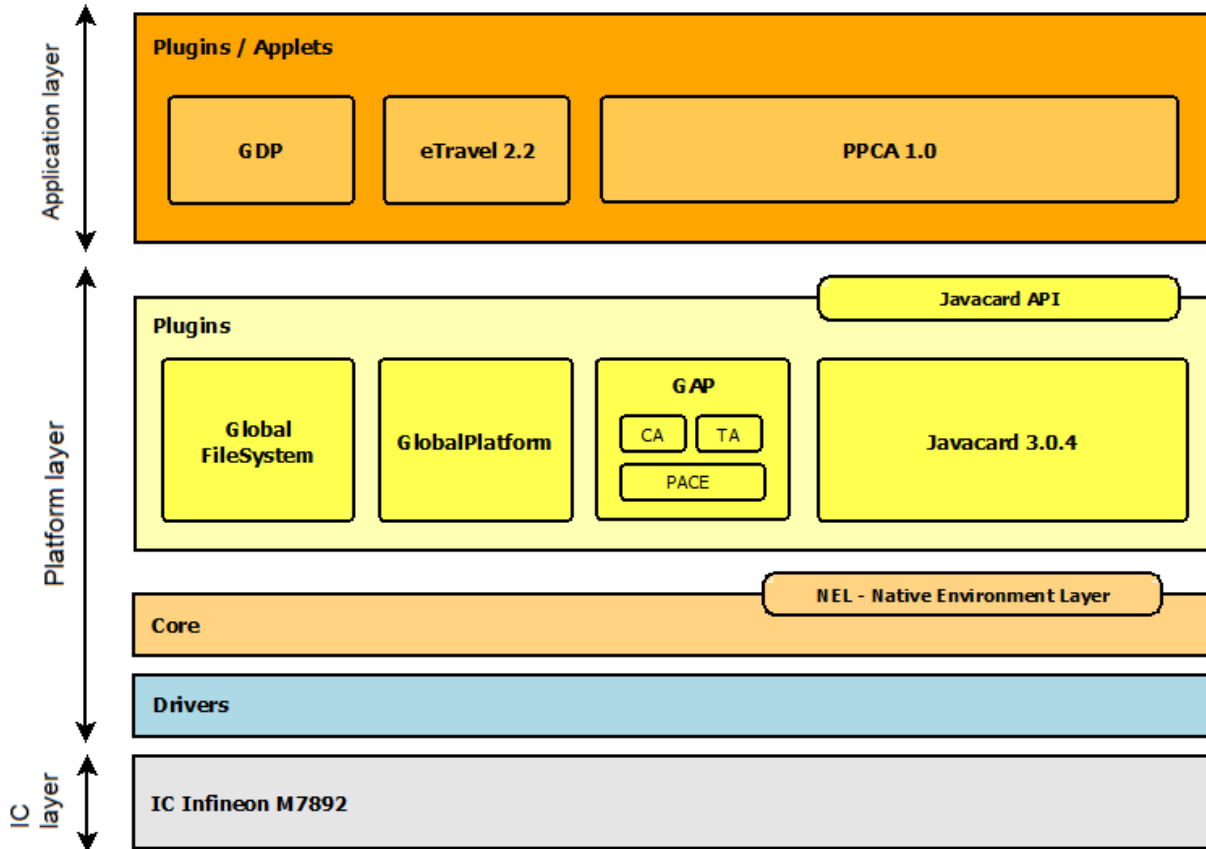 Application layer
Plugins / Applets
GDP
eTravel 2.2
PPCA 1.0
Platform layer
Javacard API
Plugins
Global
FileSystem
GlobalPlatform
GAP
CA
TA
PACE
Javacard 3.0.4
NEL - Native Environment Layer
Core
Drivers
IC
layer
IC Infineon M7892